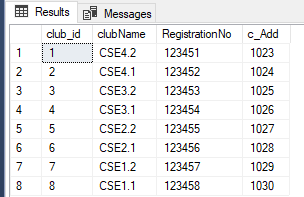 Results Messages
club_id clubName RegistrationNo c_Add
1 1 CSE4.2 123451 1023
2 2 CSE4.1 123452 1024
3 3 CSE3.2 123453 1025
4 4 CSE3.1 123454 1026
5 5 CSE2.2 123455 1027
6 6 CSE2.1 123456 1028
7 7 CSE1.2 123457 1029
8 8 CSE1.1 123458 1030